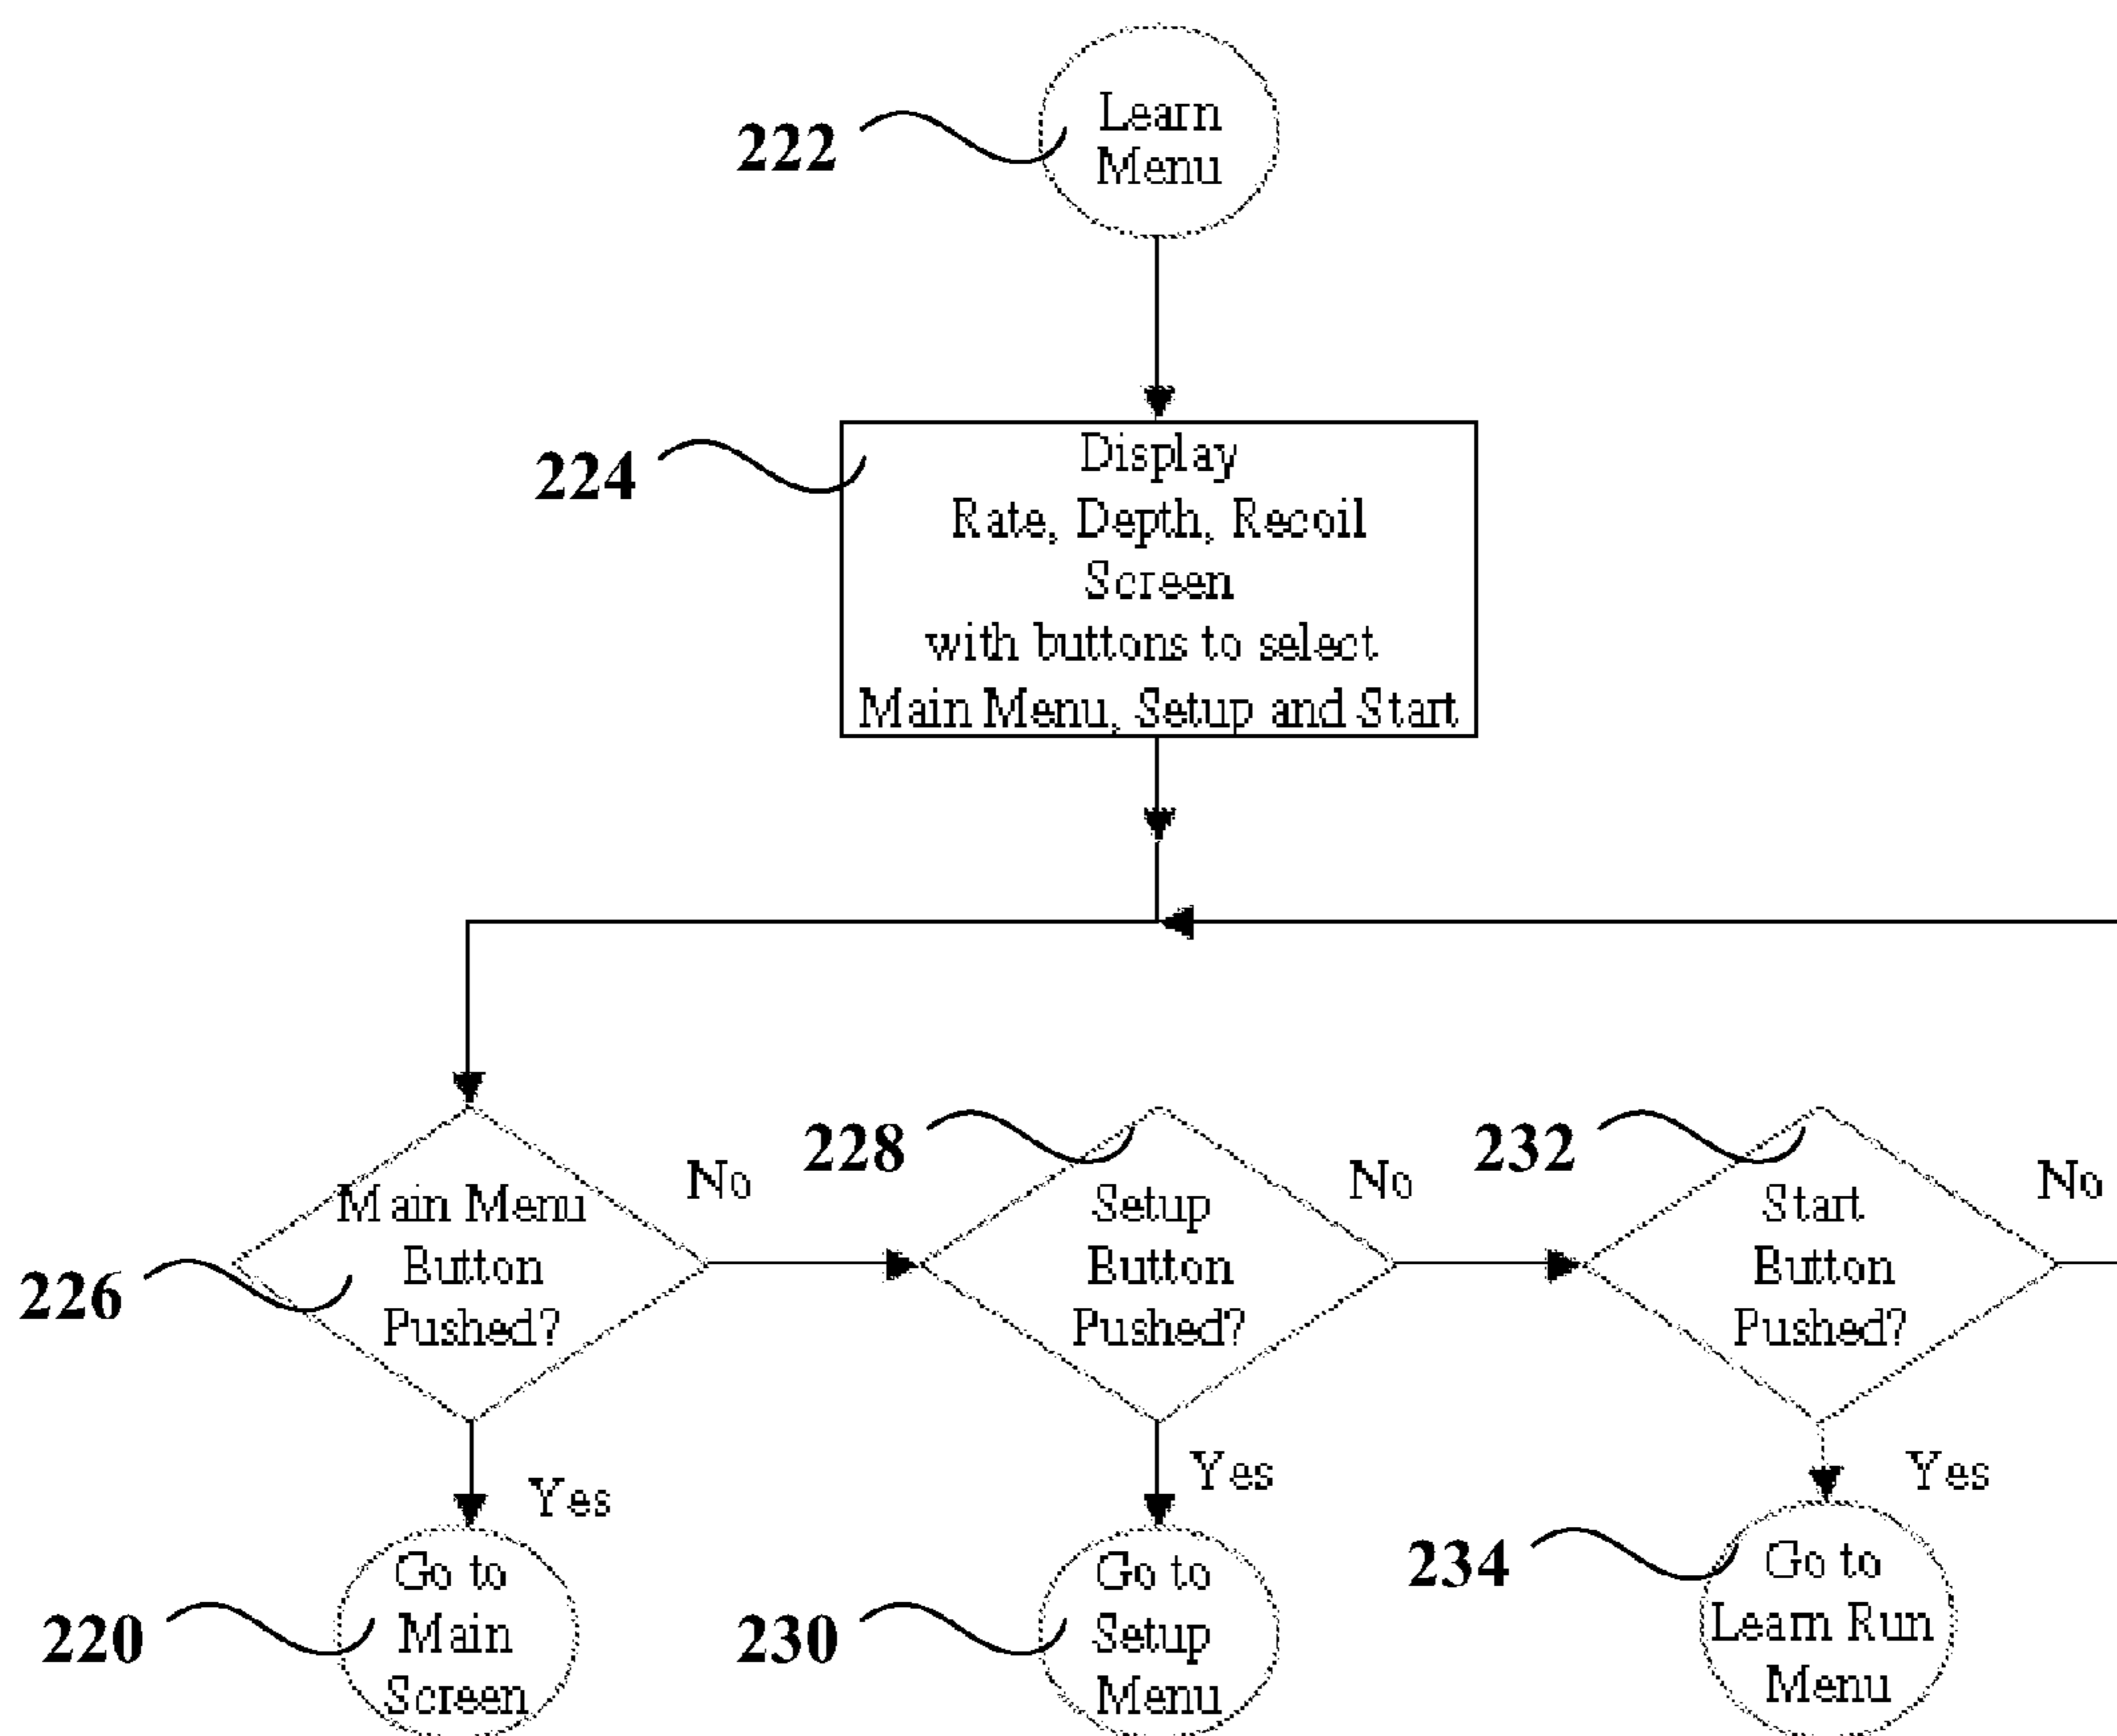 222
Learn
Menu
224
Display
Rate, Depth, Recoil
Screen
with buttons to select
Main Menu, Setup and Start
226
Main Menu
Button
Pushed?
No
228
Setup
Button
Pushed?
No
232
Start
Button
Pushed?
No
Yes
220
Go to
Main
Screen
Yes
230
Go to
Setup
Menu
Yes
234
Go to
Learn Run
Menu